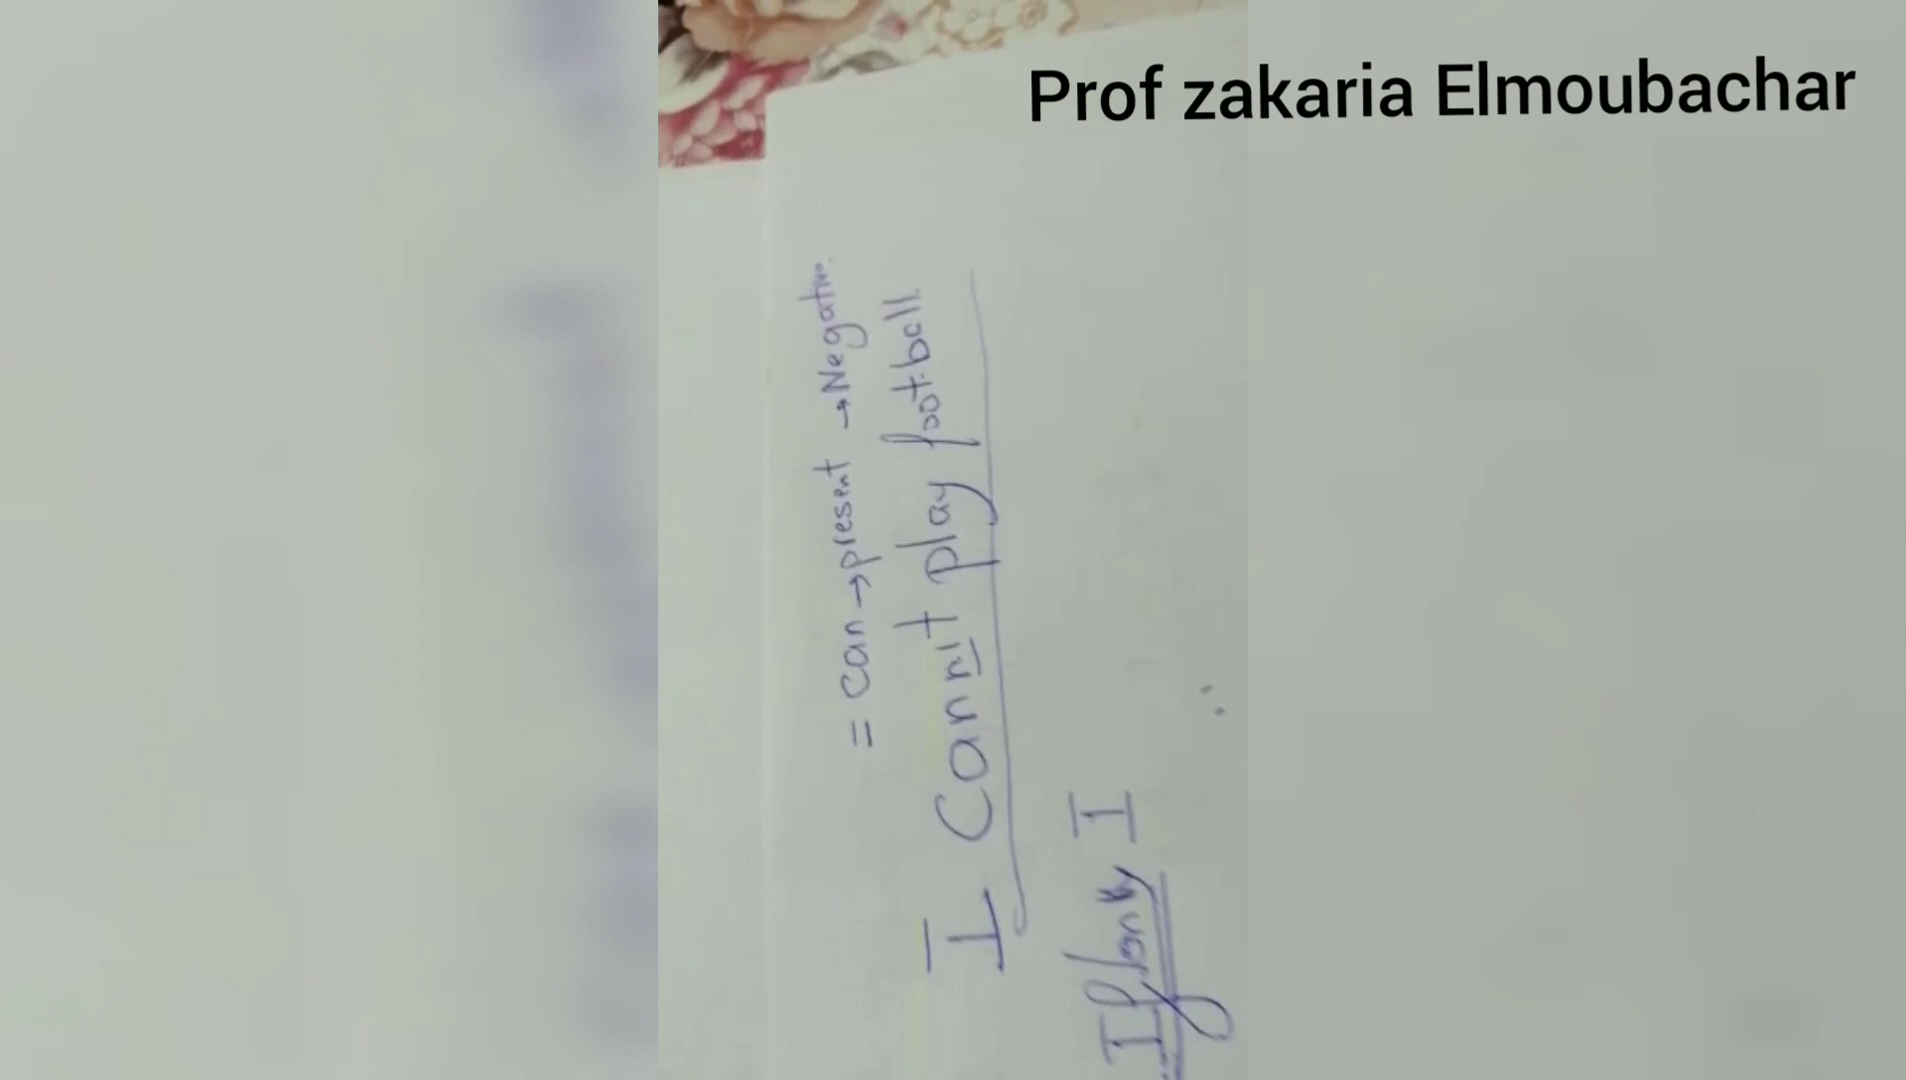 Prof zakaria Elmoubachar
= can→present →Negative.
I Cannot play football.
If only I